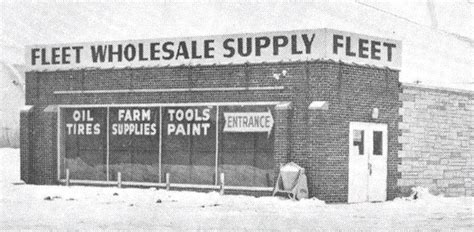 FLEET WHOLESALE SUPPLY FLEET
OIL
TIRES
FARM
SUPPLIES
TOOLS
PAINT
ENTRANCE